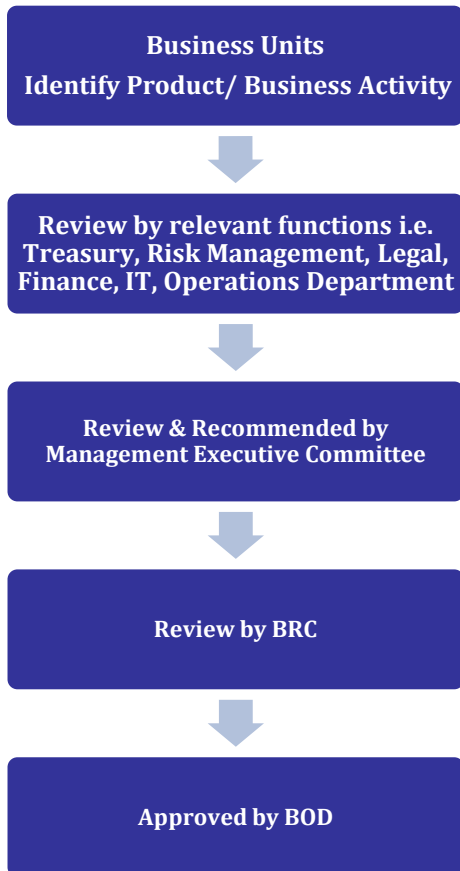 Business Units
Identify Product/ Business Activity
Review by relevant functions i.e.
Treasury, Risk Management, Legal,
Finance, IT, Operations Department
Review & Recommended by
Management Executive Committee
Review by BRC
Approved by BOD